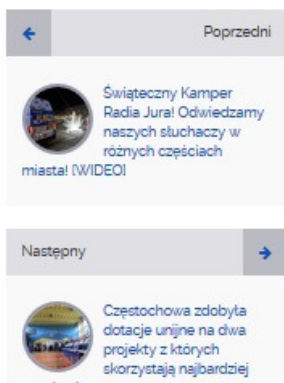 Poprzedni
Świąteczny Kamper
Radia Jura! Odwiedzamy
naszych słuchaczy w
różnych częściach
miasta! [WIDEO]
Następny
Częstochowa zdobyła
dotacje unijne na dwa
projekty z których
skorzystają najbardziej